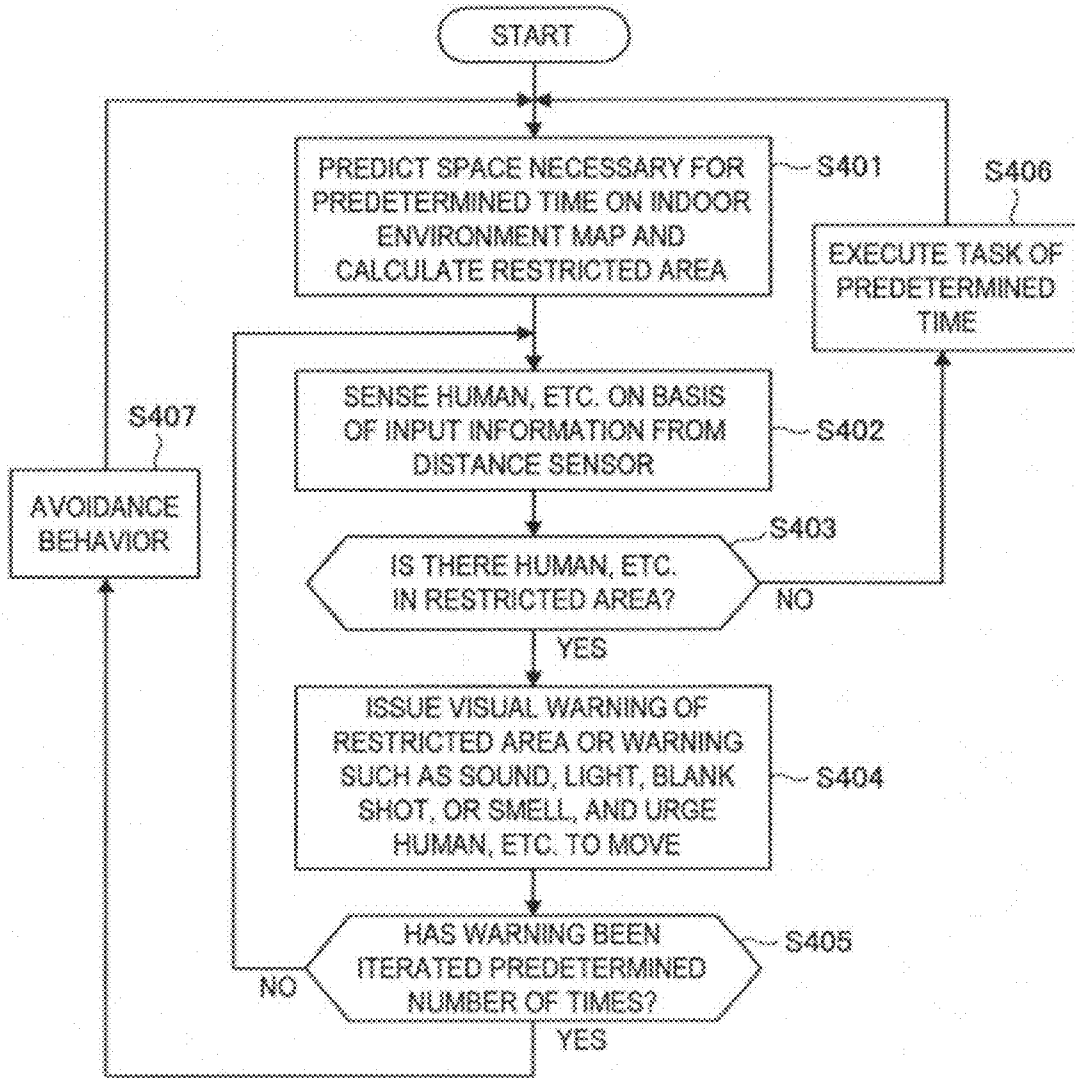 START
PREDICT SPACE NECESSARY FOR
PREDETERMINED TIME ON INDOOR
ENVIRONMENT MAP AND
CALCULATE RESTRICTED AREA
S401
S406
EXECUTE TASK OF
PREDETERMINED
TIME
SENSE HUMAN, ETC. ON BASIS
OF INPUT INFORMATION FROM
DISTANCE SENSOR
S402
S407
AVOIDANCE
BEHAVIOR
S403
IS THERE HUMAN, ETC.
IN RESTRICTED AREA?
NO
YES
ISSUE VISUAL WARNING OF
RESTRICTED AREA OR WARNING
SUCH AS SOUND, LIGHT, BLANK
SHOT, OR SMELL, AND URGE
HUMAN, ETC. TO MOVE
S404
HAS WARNING BEEN
ITERATED PREDETERMINED
NUMBER OF TIMES?
S405
NO
YES